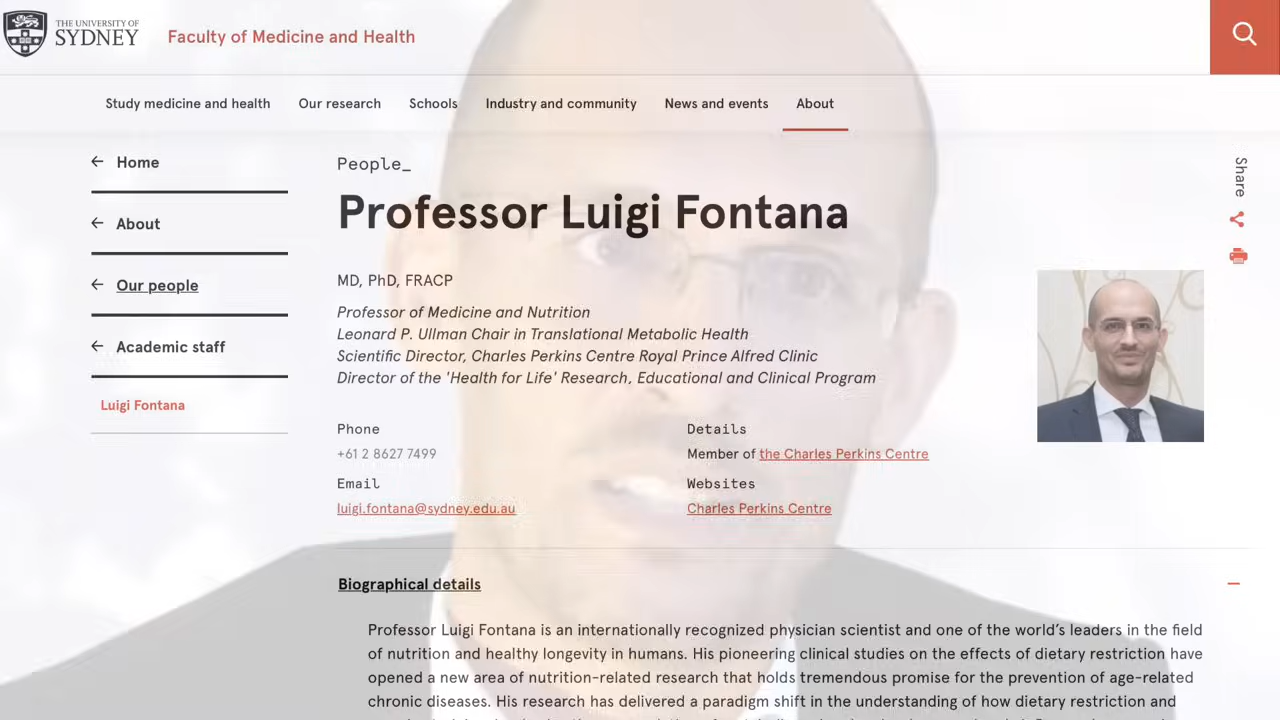 THE UNIVERSITY OF
SYDNEY
Faculty of Medicine and Health
Study medicine and health
Our research
Schools
Industry and community
News and events
About
Home
About
Our people
Academic staff
Luigi Fontana
People_
Professor Luigi Fontana
MD, PhD, FRACP
Professor of Medicine and Nutrition
Leonard P. Ullman Chair in Translational Metabolic Health
Scientific Director, Charles Perkins Centre Royal Prince Alfred Clinic
Director of the 'Health for Life' Research, Educational and Clinical Program
Phone
+61 2 8627 7499
Email
luigi.fontana@sydney.edu.au
Details
Member of the Charles Perkins Centre
Websites
Charles Perkins Centre
Share
Biographical details
Professor Luigi Fontana is an internationally recognized physician scientist and one of the world's leaders in the field
of nutrition and healthy longevity in humans. His pioneering clinical studies on the effects of dietary restriction have
opened a new area of nutrition-related research that holds tremendous promise for the prevention of age-related
chronic diseases. His research has delivered a paradigm shift in the understanding of how dietary restriction and